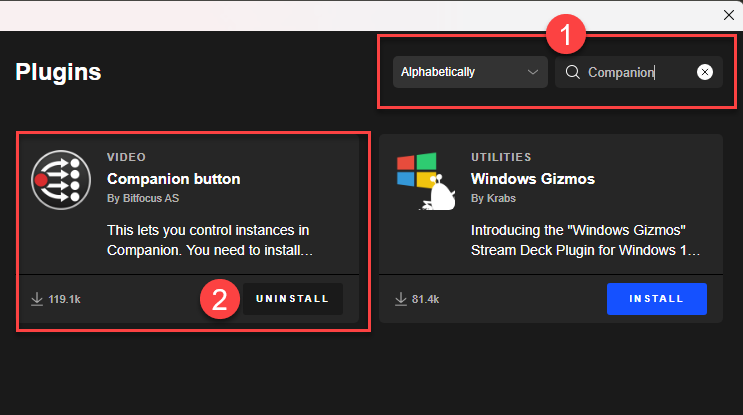 1
Plugins
Alphabetically
Companion
VIDEO
Companion button
By Bitfocus AS
This lets you control instances in
Companion. You need to install...
119.1k
2
UNINSTALL
UTILITIES
Windows Gizmos
By Krabs
Introducing the "Windows Gizmos"
Stream Deck Plugin for Windows 1...
81.4k
INSTALL